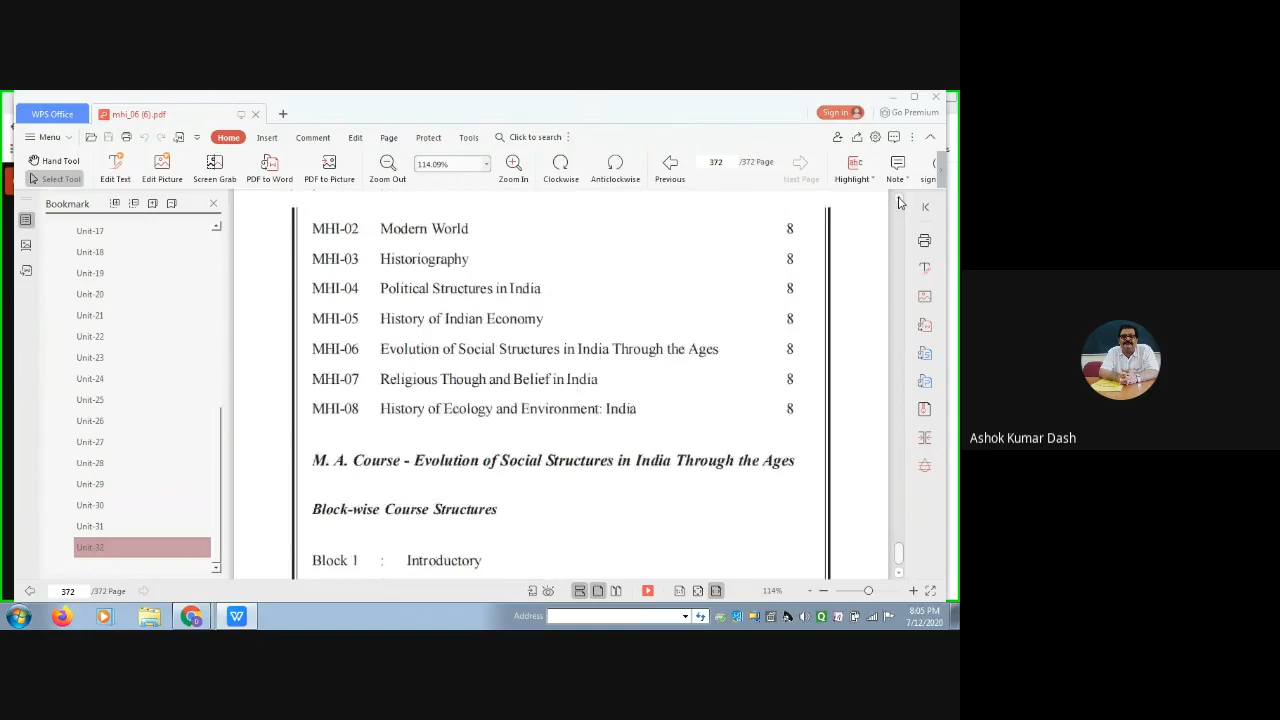 WPS Office
mhi_06 (6).pdf
Sign in
Go Premium
Menu
Home
Insert
Comment
Edit
Page
Protect
Tools
Click to search
Hand Tool
Select Tool
Edit Text
Edit Picture
Screen Grab
PDF to Word
PDF to Picture
Zoom Out
114.09%
Zoom In
Clockwise
Anticlockwise
Previous
372 /372 Page
Next Page
Highlight
Note
sign
Bookmark
Unit-17
Unit-18
Unit-19
Unit-20
Unit-21
Unit-22
Unit-23
Unit-24
Unit-25
Unit-26
Unit-27
Unit-28
Unit-29
Unit-30
Unit-31
Unit-32
MHI-02 Modern World 8
MHI-03 Historiography 8
MHI-04 Political Structures in India 8
MHI-05 History of Indian Economy 8
MHI-06 Evolution of Social Structures in India Through the Ages 8
MHI-07 Religious Though and Belief in India 8
MHI-08 History of Ecology and Environment: India 8
M. A. Course - Evolution of Social Structures in India Through the Ages
Block-wise Course Structures
Block 1 : Introductory
372 /372 Page
114%
Address
8:05 PM
7/12/2020
Ashok Kumar Dash